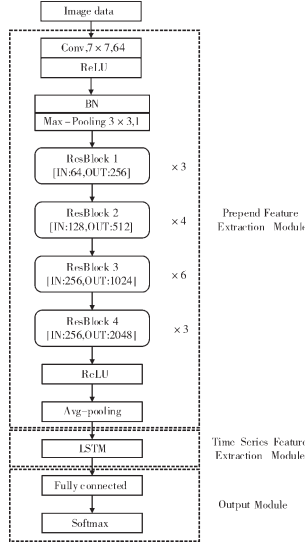 Image data
Conv,7×7,64
ReLU
BN
Max-Pooling 3×3,1
ResBlock 1
[IN:64,OUT:256]
×3
ResBlock 2
[IN:128,OUT:512]
×4
Prepend Feature
Extraction Module
ResBlock 3
[IN:256,OUT:1024]
×6
ResBlock 4
[IN:256,OUT:2048]
×3
ReLU
Avg-pooling
LSTM
Time Series Feature
Extraction Module
Fully connected
Output Module
Softmax